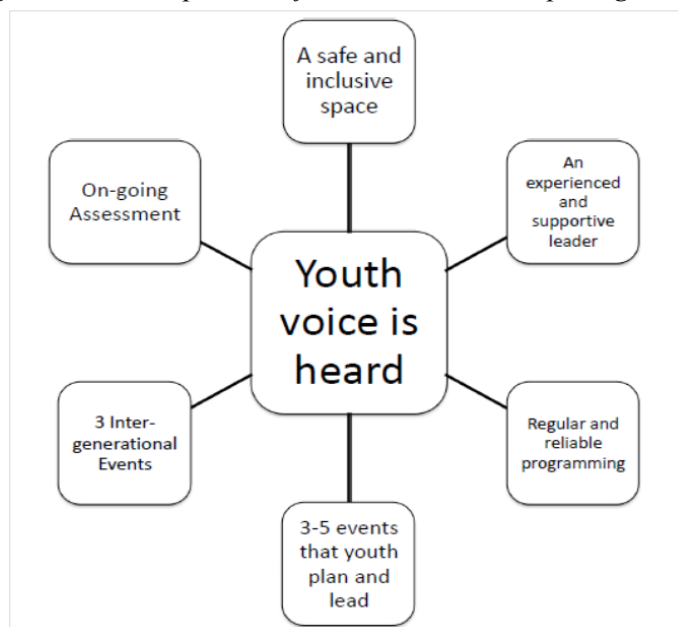 A safe and
inclusive
space
On-going
Assessment
An
experienced
and
supportive
leader
Youth
voice is
heard
3 Inter-
generational
Events
Regular and
reliable
programming
3-5 events
that youth
plan and
lead